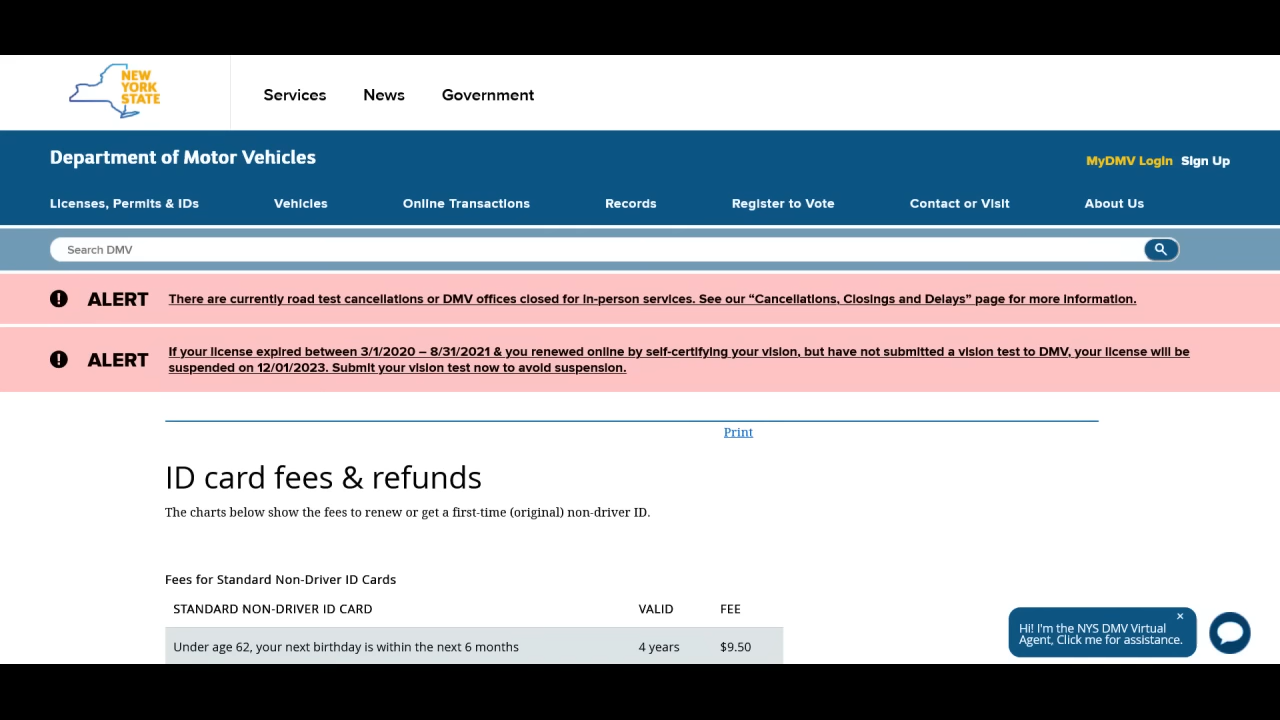 NEW
YORK
STATE
Services News Government
Department of Motor Vehicles
MyDMV Login Sign Up
Licenses, Permits & IDs Vehicles Online Transactions Records Register to Vote Contact or Visit About Us
Search DMV
ALERT There are currently road test cancellations or DMV offices closed for in-person services. See our “Cancellations, Closings and Delays” page for more information.
ALERT If your license expired between 3/1/2020 – 8/31/2021 & you renewed online by self-certifying your vision, but have not submitted a vision test to DMV, your license will be
suspended on 12/01/2023. Submit your vision test now to avoid suspension.
Print
ID card fees & refunds
The charts below show the fees to renew or get a first-time (original) non-driver ID.
Fees for Standard Non-Driver ID Cards
STANDARD NON-DRIVER ID CARD VALID FEE
Under age 62, your next birthday is within the next 6 months 4 years $9.50
Hi! I'm the NYS DMV Virtual
Agent, Click me for assistance.